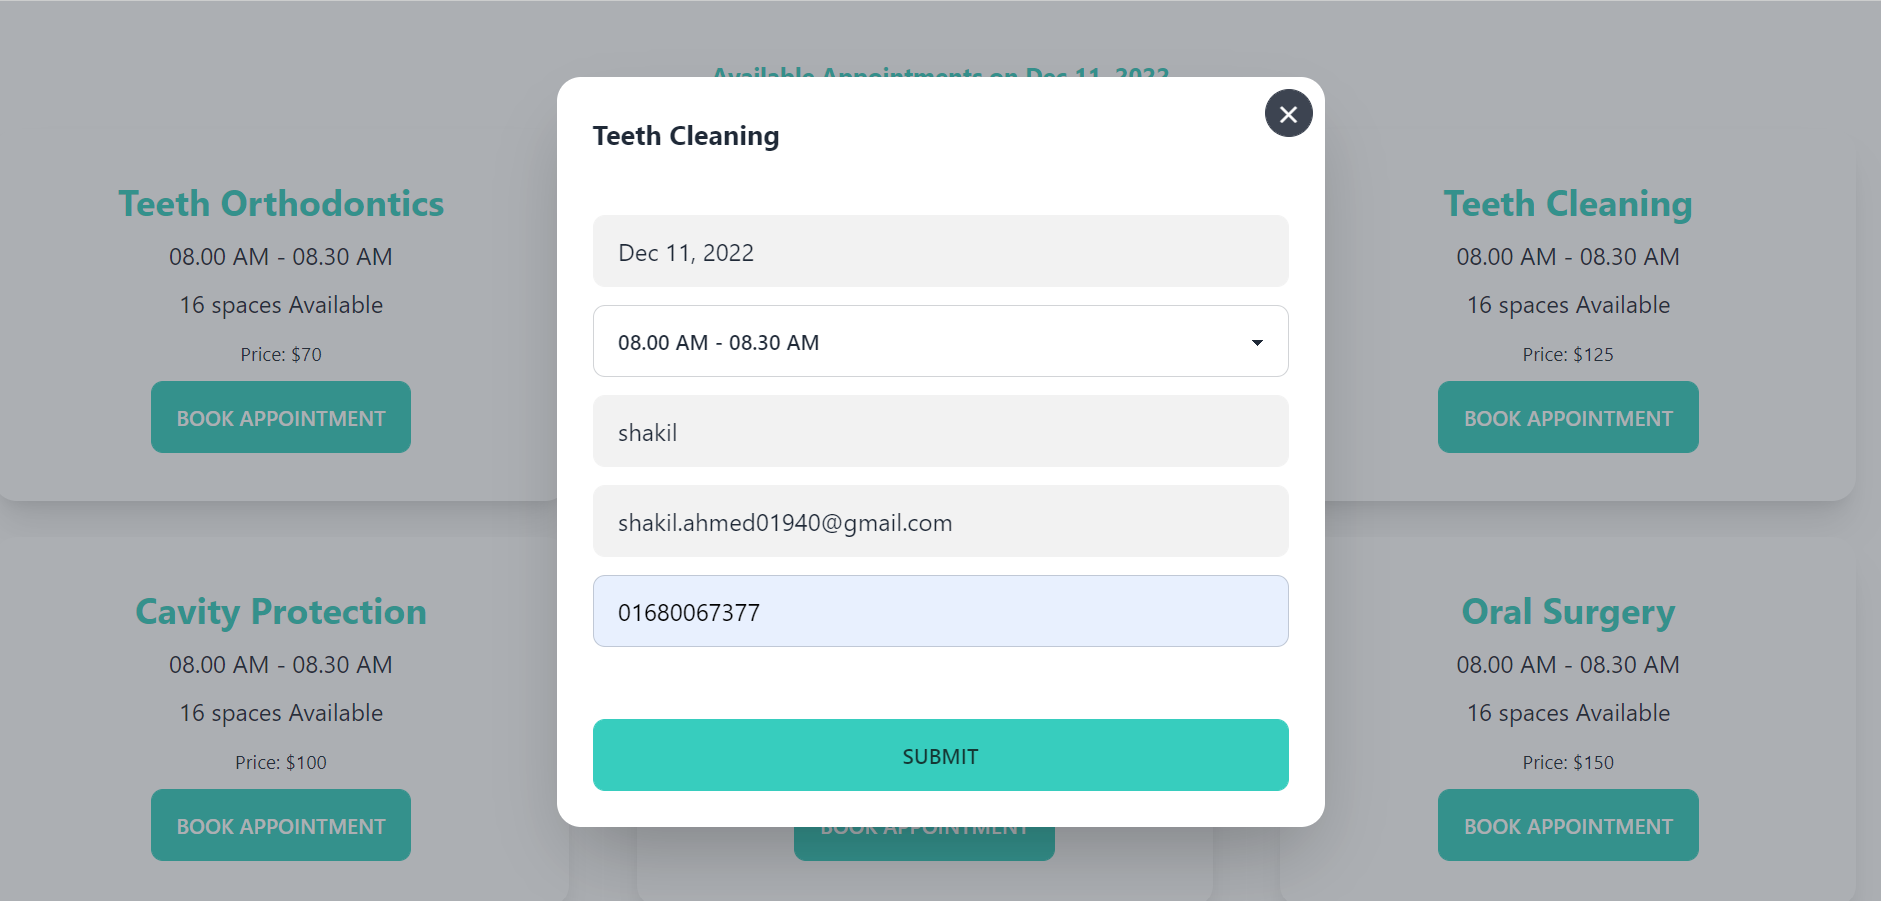 Available Appointments on Dec 11, 2022
Teeth Orthodontics
08.00 AM - 08.30 AM
16 spaces Available
Price: $70
BOOK APPOINTMENT
Teeth Cleaning
Dec 11, 2022
08.00 AM - 08.30 AM
shakil
shakil.ahmed01940@gmail.com
01680067377
SUBMIT
Teeth Cleaning
08.00 AM - 08.30 AM
16 spaces Available
Price: $125
BOOK APPOINTMENT
Cavity Protection
08.00 AM - 08.30 AM
16 spaces Available
Price: $100
BOOK APPOINTMENT
BOOK APPOINTMENT
Oral Surgery
08.00 AM - 08.30 AM
16 spaces Available
Price: $150
BOOK APPOINTMENT